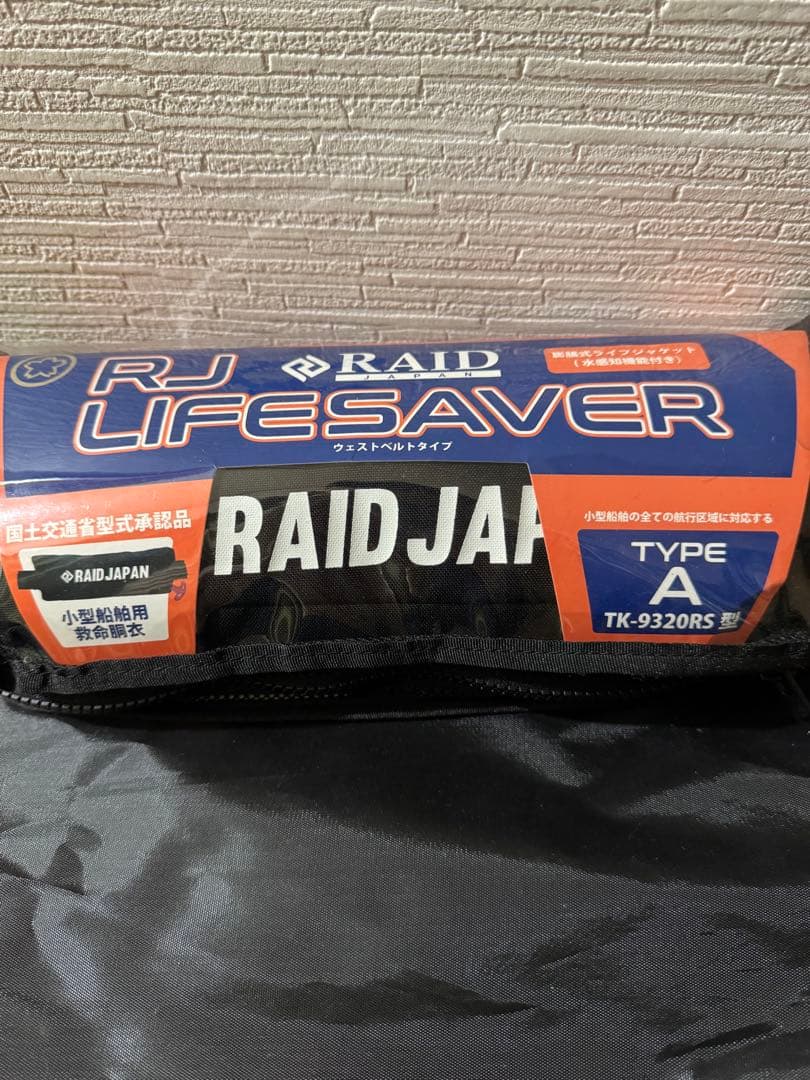 RJ
RAID
JAPAN
膨脹式ライフジャケット
(水感知機能付き)
LIFESAVER
ウェストベルトタイプ
国土交通省型式承認品
RAIDJAPAN
小型船舶用
救命胴衣
RAID JAP
小型船舶の全ての航行区域に対応する
TYPE
A
TK-9320RS 型